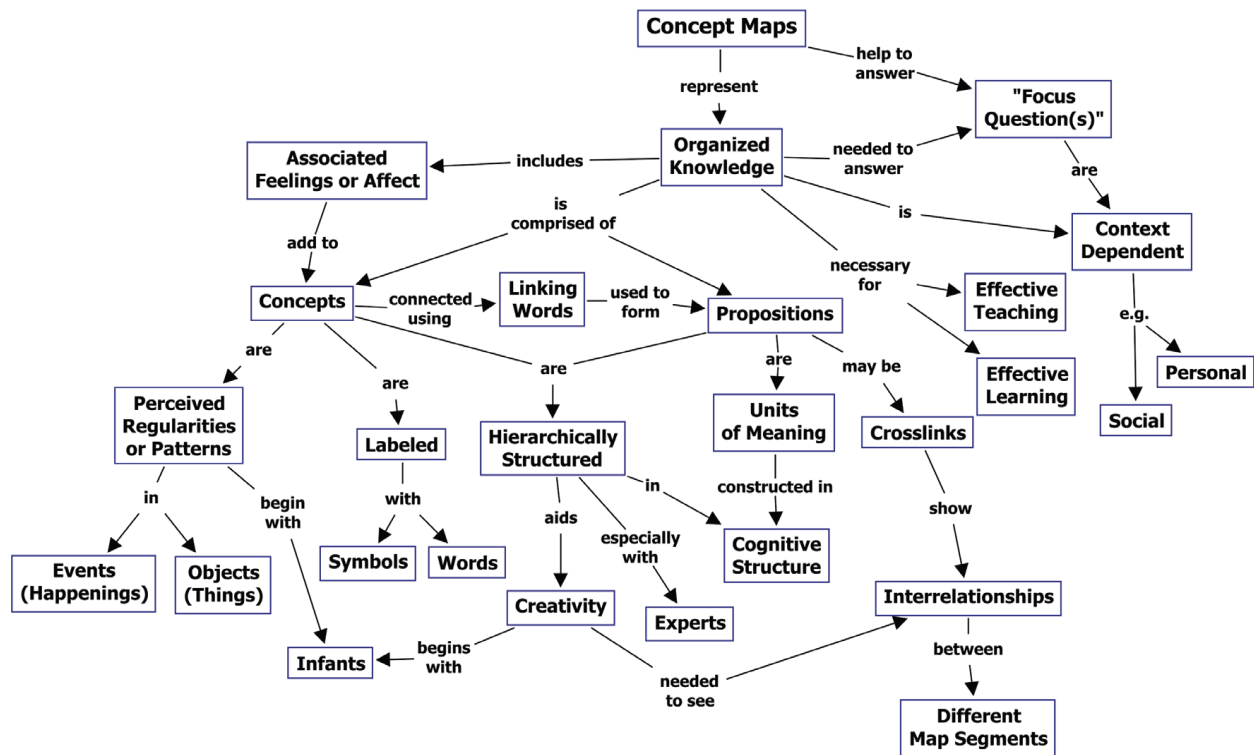 Concept Maps
help to
answer
represent
"Focus
Question(s)"
Organized
Knowledge
needed to
answer
includes
Associated
Feelings or Affect
are
is
comprised of
is
Context
Dependent
add to
necessary
for
Concepts
connected
using
Linking
Words
used to
form
Propositions
Effective
Teaching
e.g.
are
are
are
are
may be
Effective
Learning
Personal
Social
Perceived
Regularities
or Patterns
Labeled
Hierarchically
Structured
Units
of Meaning
Crosslinks
in
begin
with
with
aids
in
constructed in
show
especially
with
Events
(Happenings)
Objects
(Things)
Symbols
Words
Cognitive
Structure
Creativity
Experts
Interrelationships
Infants
begins
with
needed
to see
between
Different
Map Segments